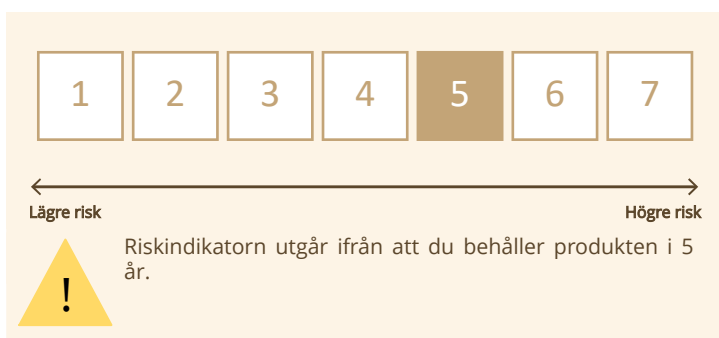 1 2 3 4 5 6 7
Lägre risk Högre risk
Riskindikatorn utgår ifrån att du behåller produkten i 5
år.
!